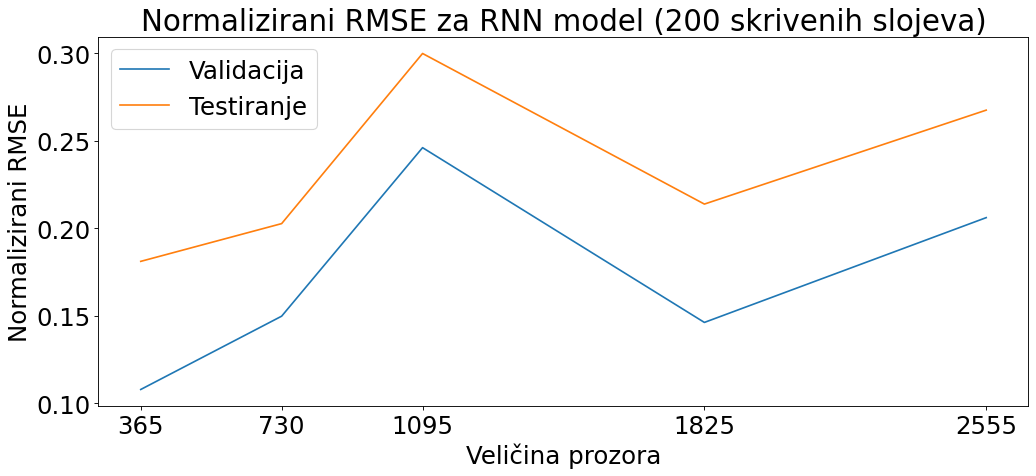 Normalizirani RMSE za RNN model (200 skrivenih slojeva)
Validacija
Testiranje
Normalizirani RMSE
0.30
0.25
0.20
0.15
0.10
365 730 1095 1825 2555
Veličina prozora